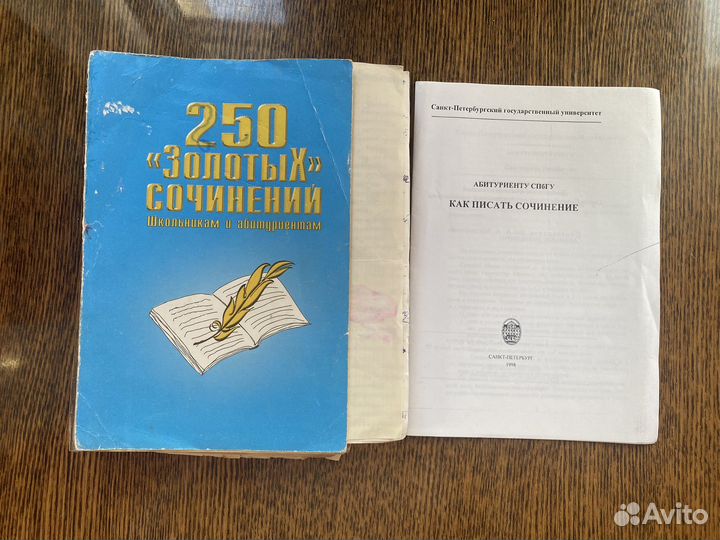 250
«ЗОЛОТЫХ»
СОЧИНЕНИЙ
Школьникам и абитуриентам
Санкт-Петербургский государственный университет
АБИТУРИЕНТУ СПбГУ
КАК ПИСАТЬ СОЧИНЕНИЕ
САНКТ-ПЕТЕРБУРГ
1998
Avito